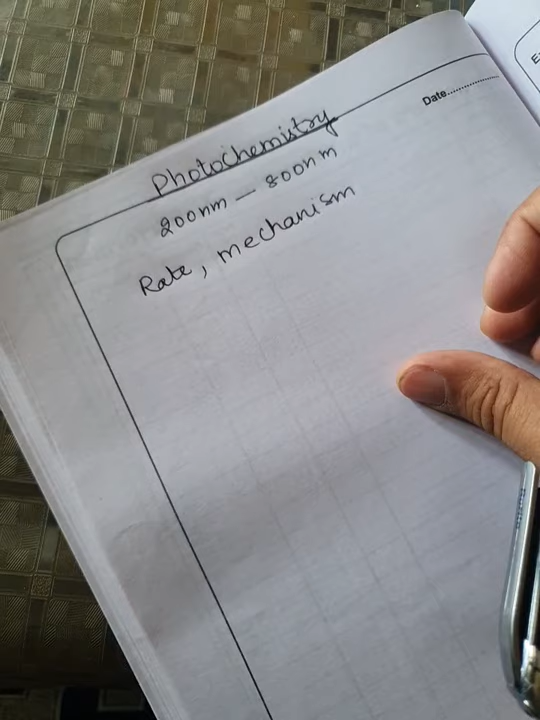 Date..................
Photochemistry
200nm — 800nm
Rate, mechanism